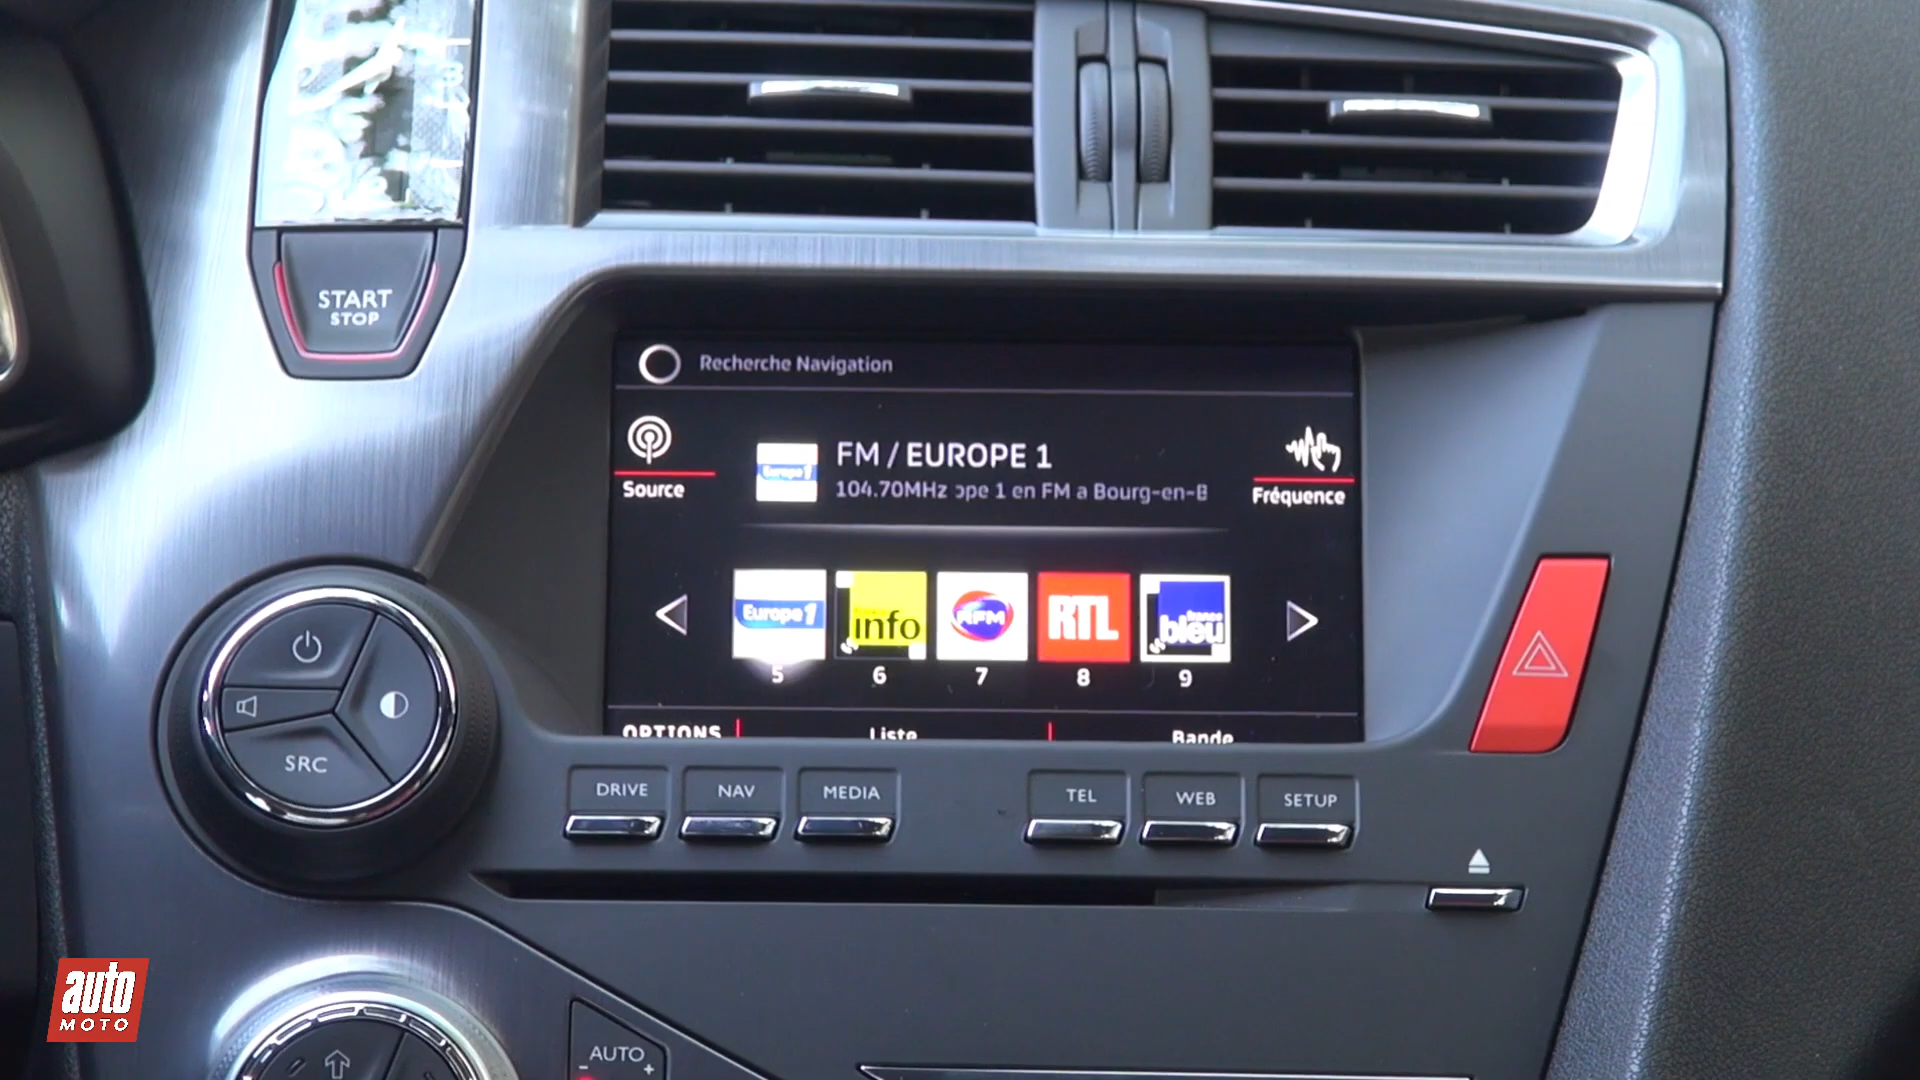 START
STOP
Recherche Navigation
Source
FM / EUROPE 1
104.70MHz ope 1 en FM a Bourg-en-B
Fréquence
Europe 1
info
RFM
RTL
france
bleu
5
6
7
8
9
OPTIONS
Liste
Bande
SRC
DRIVE
NAV
MEDIA
TEL
WEB
SETUP
AUTO
- +
auto
MOTO